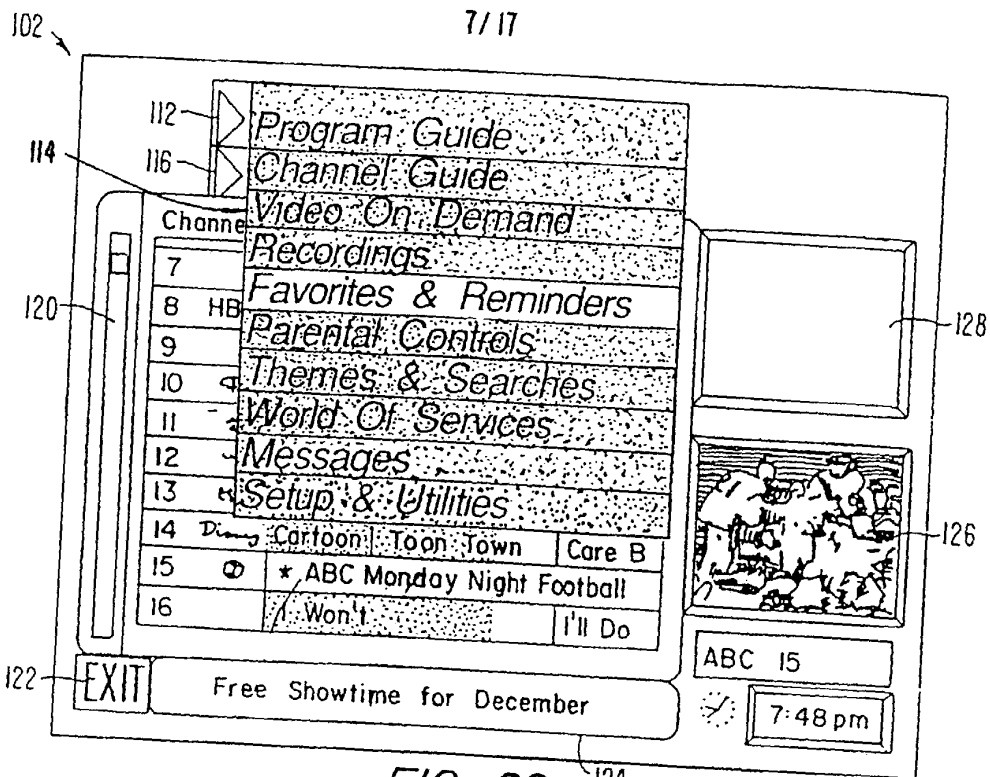 7/17
102
112
Program Guide
116
Channel Guide
114
Video On Demand
Channe
Recordings
7
Favorites & Reminders
8 HB
120
128
Parental Controls
9
Themes & Searches
10
World Of Services
11
Messages
12
Setup & Utilities
13
14 Cartoon Toon Town Care B
126
15 * ABC Monday Night Football
16 I Won't I'll Do
ABC 15
122
EXIT
Free Showtime for December
7:48 pm
124